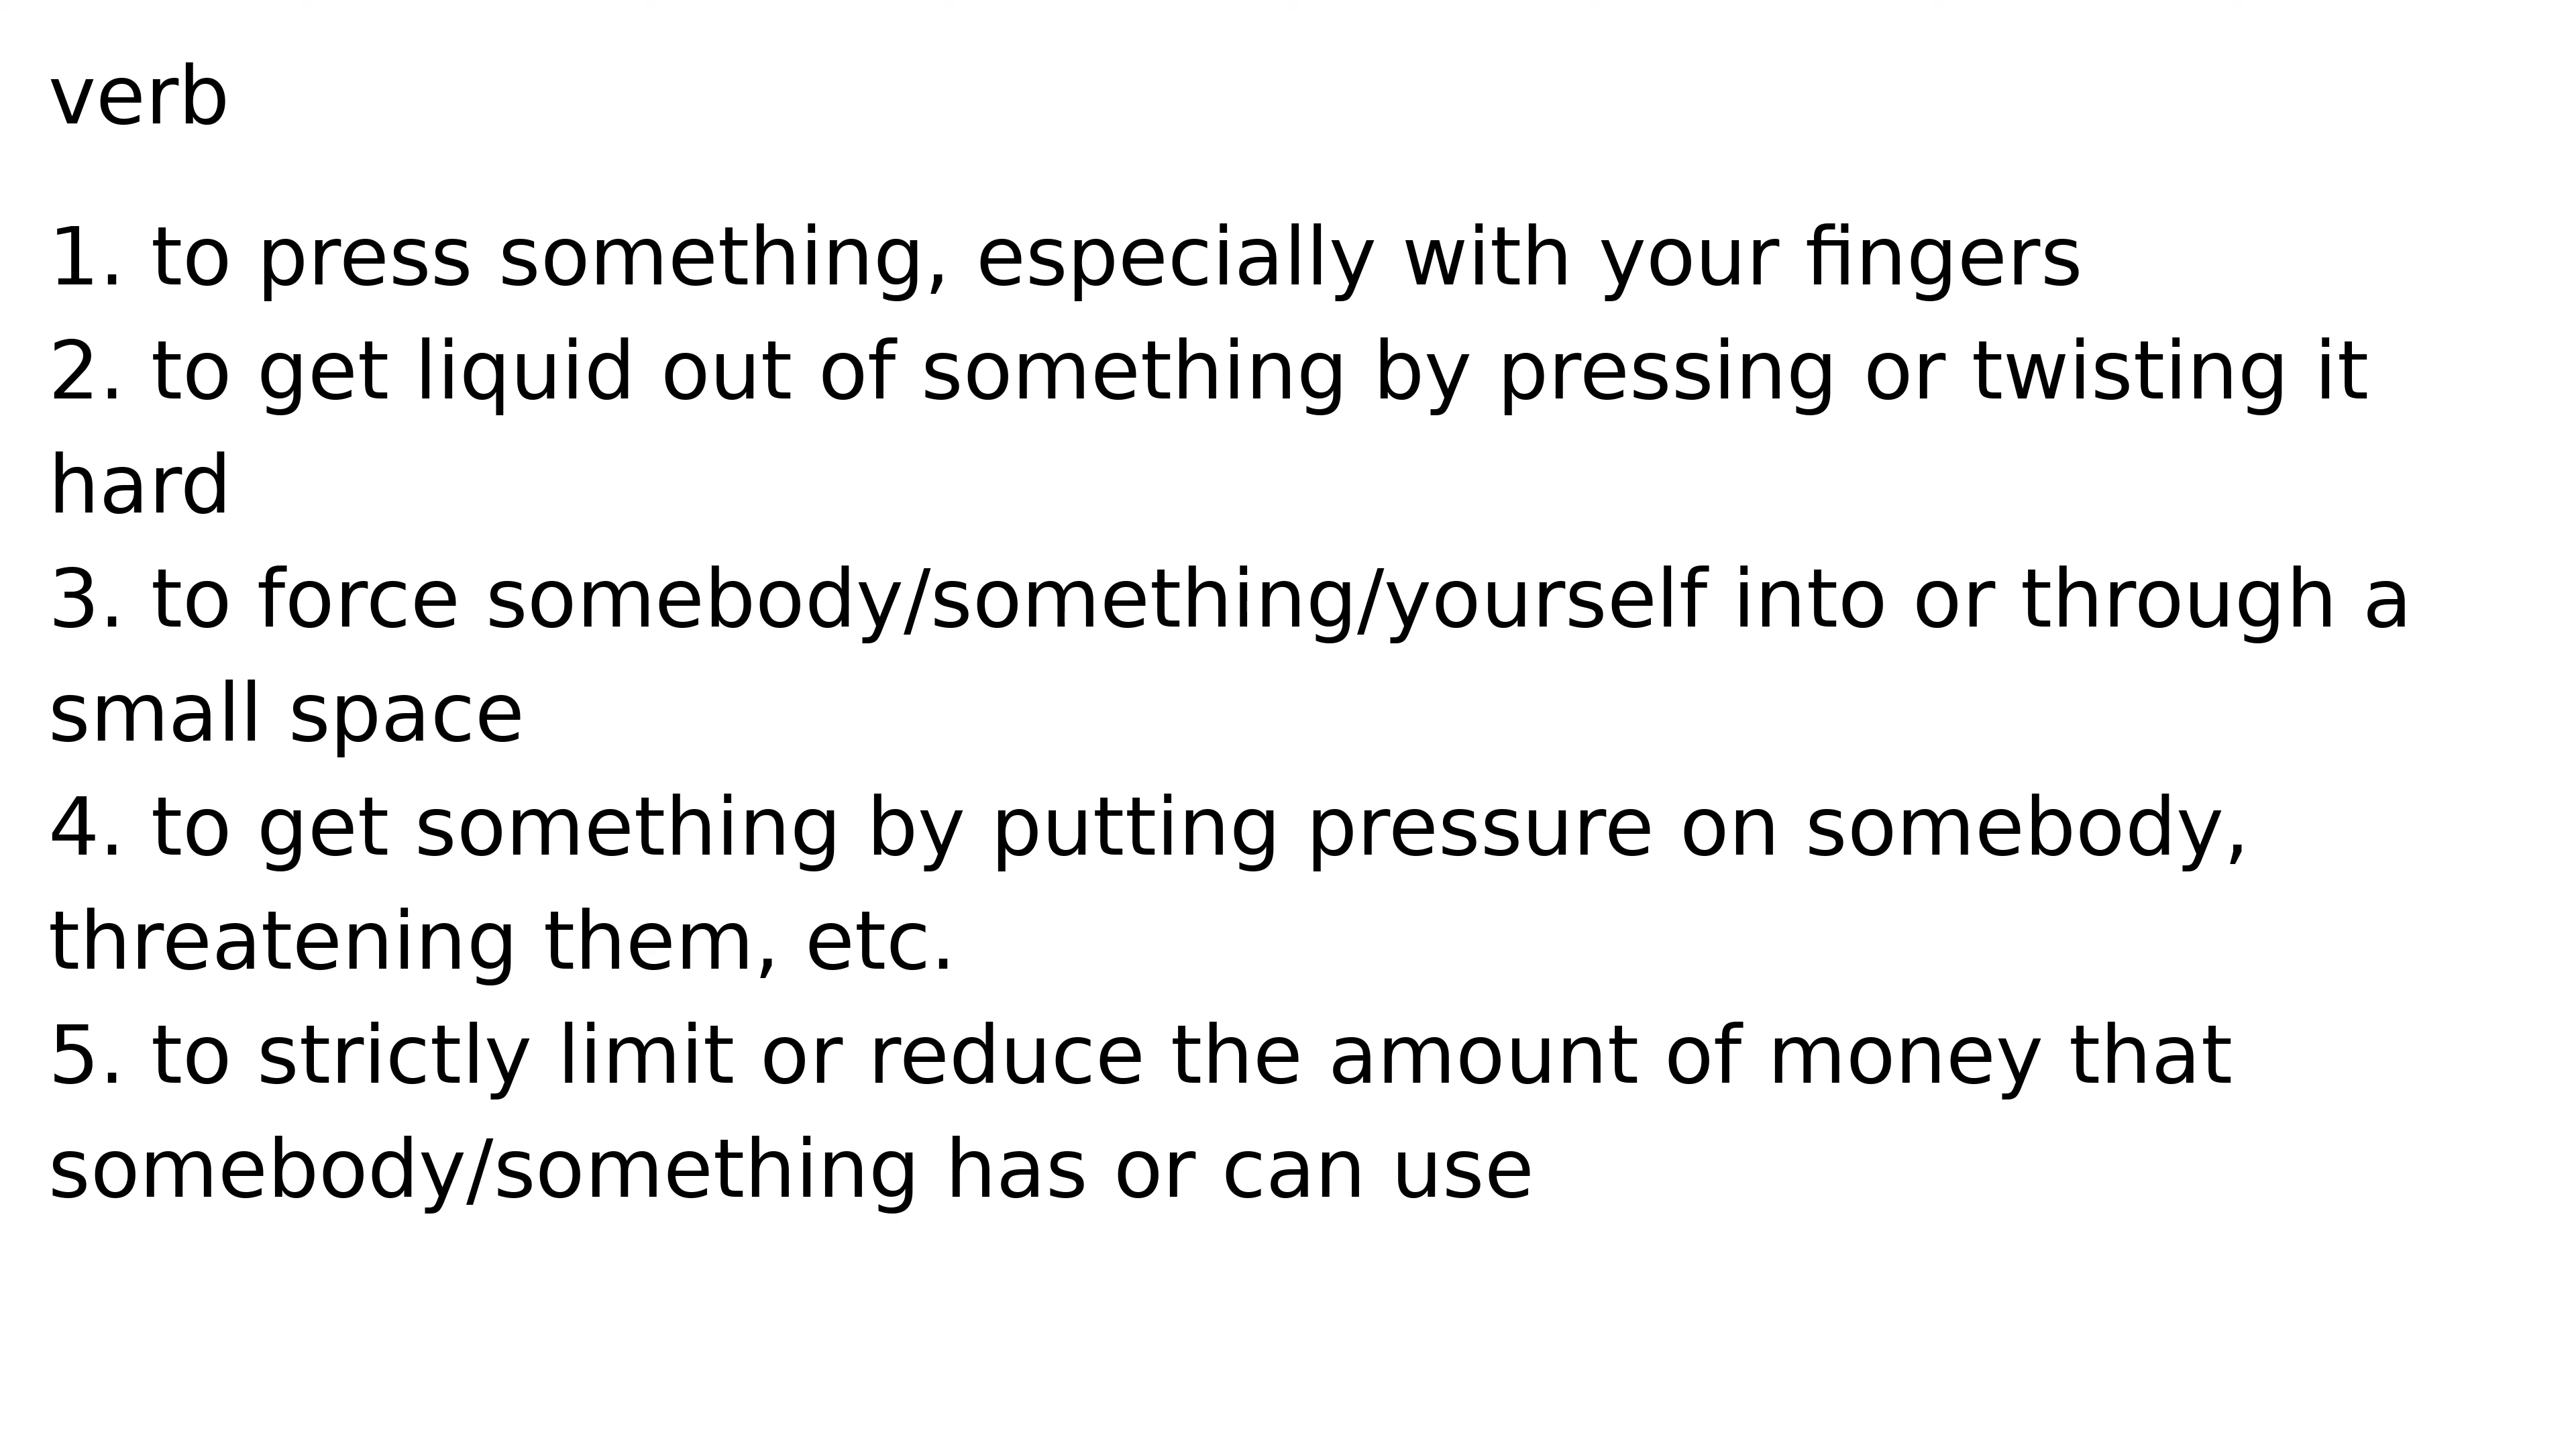 verb
1. to press something, especially with your fingers
2. to get liquid out of something by pressing or twisting it
hard
3. to force somebody/something/yourself into or through a
small space
4. to get something by putting pressure on somebody,
threatening them, etc.
5. to strictly limit or reduce the amount of money that
somebody/something has or can use